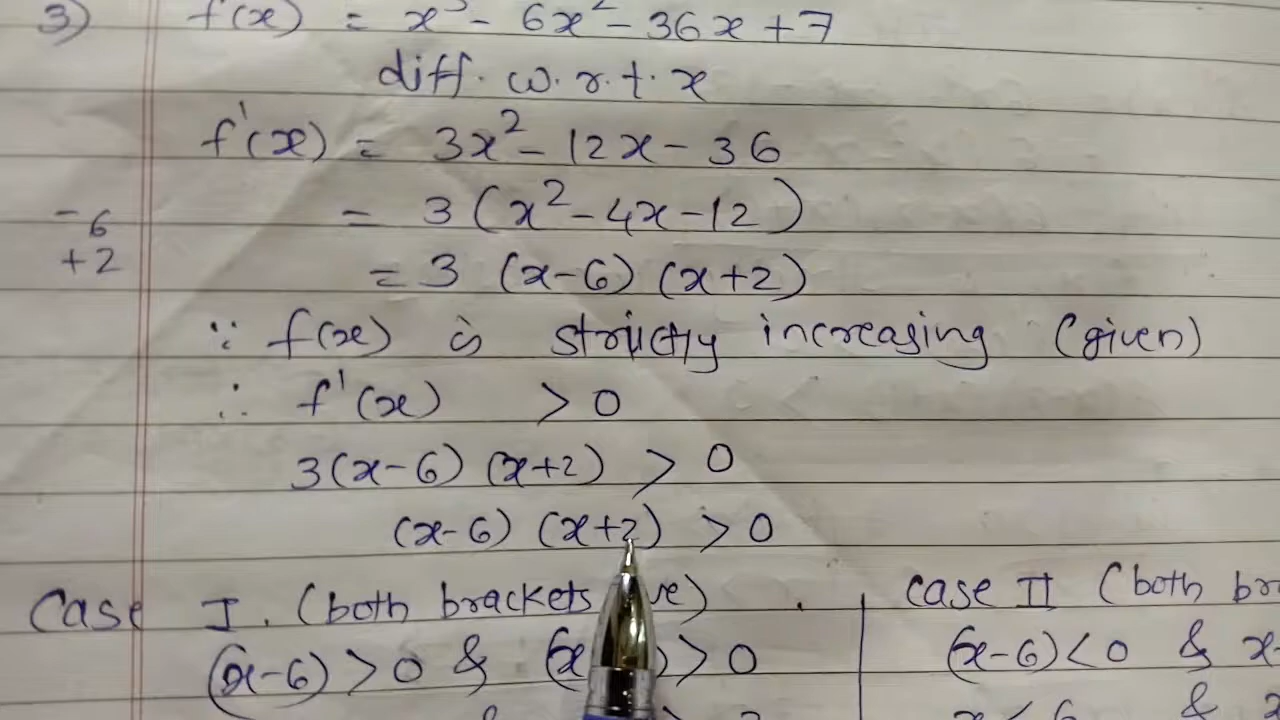 3) f(x) = x³ - 6x² - 36x + 7
diff. w.r.t. x
f'(x) = 3x² - 12x - 36
= 3 (x² - 4x - 12)
-6
+2
= 3 (x-6) (x+2)
∵ f(x) is strictly increasing (given)
∴ f'(x) > 0
3(x-6) (x+2) > 0
(x-6) (x+2) > 0
Case I. (both brackets ve)
(x-6) > 0 & (x ) > 0
case II (both
(x-6) < 0 & x
x < 6 &